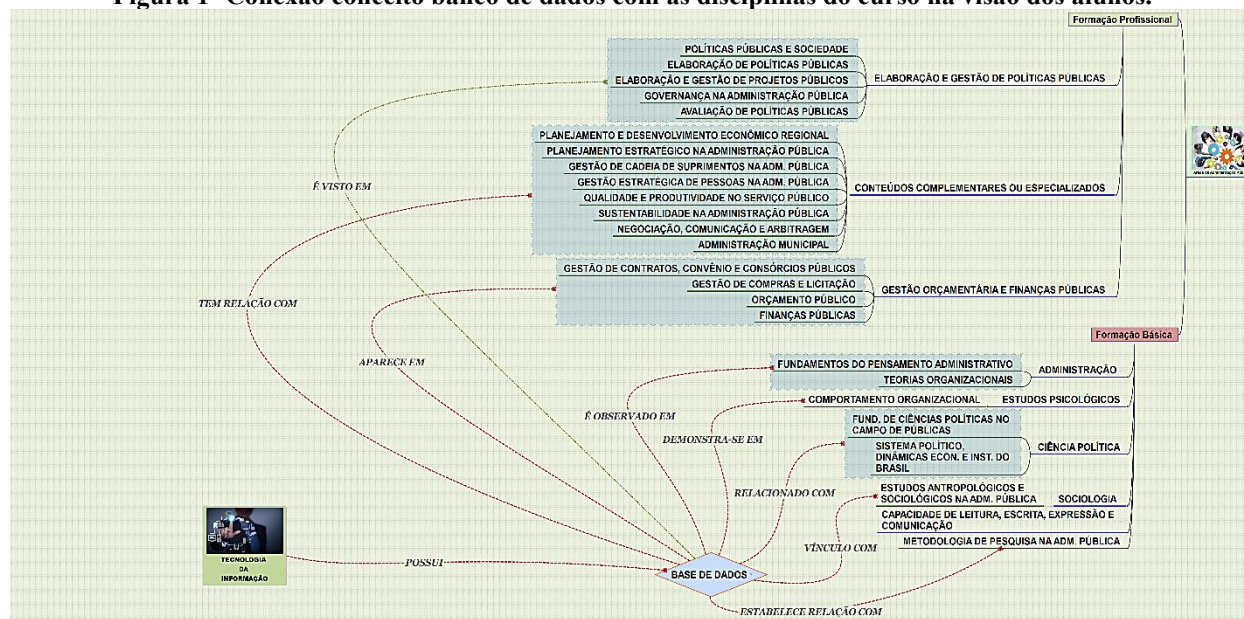 Figura 1- Conexão conceito banco de dados com as disciplinas do curso na visão dos alunos.
Formação Profissional
POLÍTICAS PÚBLICAS E SOCIEDADE
ELABORAÇÃO DE POLÍTICAS PÚBLICAS
ELABORAÇÃO E GESTÃO DE PROJETOS PÚBLICOS
GOVERNANÇA NA ADMINISTRAÇÃO PÚBLICA
AVALIAÇÃO DE POLÍTICAS PÚBLICAS
ELABORAÇÃO E GESTÃO DE POLÍTICAS PÚBLICAS
PLANEJAMENTO E DESENVOLVIMENTO ECONÔMICO REGIONAL
PLANEJAMENTO ESTRATÉGICO NA ADMINISTRAÇÃO PÚBLICA
GESTÃO DE CADEIA DE SUPRIMENTOS NA ADM. PÚBLICA
GESTÃO ESTRATÉGICA DE PESSOAS NA ADM. PÚBLICA
QUALIDADE E PRODUTIVIDADE NO SERVIÇO PÚBLICO
SUSTENTABILIDADE NA ADMINISTRAÇÃO PÚBLICA
NEGOCIAÇÃO, COMUNICAÇÃO E ARBITRAGEM
ADMINISTRAÇÃO MUNICIPAL
CONTEÚDOS COMPLEMENTARES OU ESPECIALIZADOS
É VISTO EM
TEM RELAÇÃO COM
GESTÃO DE CONTRATOS, CONVÊNIO E CONSÓRCIOS PÚBLICOS
GESTÃO DE COMPRAS E LICITAÇÃO
ORÇAMENTO PÚBLICO
FINANÇAS PÚBLICAS
GESTÃO ORÇAMENTÁRIA E FINANÇAS PÚBLICAS
Formação Básica
APARECE EM
FUNDAMENTOS DO PENSAMENTO ADMINISTRATIVO
TEORIAS ORGANIZACIONAIS
ADMINISTRAÇÃO
É OBSERVADO EM
COMPORTAMENTO ORGANIZACIONAL
ESTUDOS PSICOLÓGICOS
DEMONSTRA-SE EM
FUND. DE CIÊNCIAS POLÍTICAS NO
CAMPO DE PÚBLICAS
SISTEMA POLÍTICO,
DINÂMICAS ECON. E INST. DO
BRASIL
CIÊNCIA POLÍTICA
RELACIONADO COM
ESTUDOS ANTROPOLÓGICOS E
SOCIOLÓGICOS NA ADM. PÚBLICA
SOCIOLOGIA
CAPACIDADE DE LEITURA, ESCRITA, EXPRESSÃO E
COMUNICAÇÃO
METODOLOGIA DE PESQUISA NA ADM. PÚBLICA
VÍNCULO COM
TECNOLOGIA
DA
INFORMAÇÃO
POSSUI
BASE DE DADOS
ESTABELECE RELAÇÃO COM